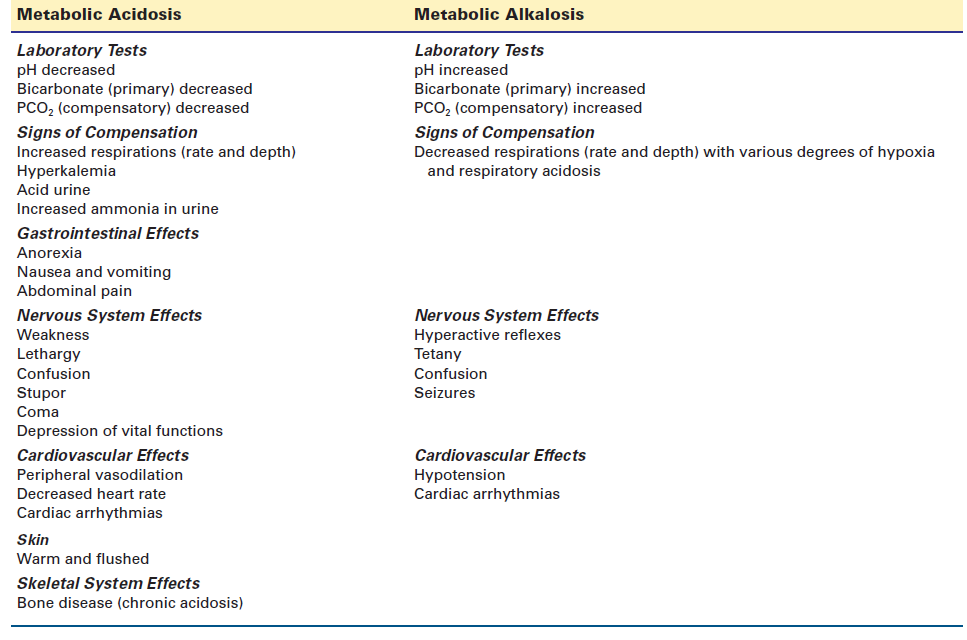 Metabolic Acidosis
Laboratory Tests
pH decreased
Bicarbonate (primary) decreased
PCO₂ (compensatory) decreased
Signs of Compensation
Increased respirations (rate and depth)
Hyperkalemia
Acid urine
Increased ammonia in urine
Gastrointestinal Effects
Anorexia
Nausea and vomiting
Abdominal pain
Nervous System Effects
Weakness
Lethargy
Confusion
Stupor
Coma
Depression of vital functions
Cardiovascular Effects
Peripheral vasodilation
Decreased heart rate
Cardiac arrhythmias
Skin
Warm and flushed
Skeletal System Effects
Bone disease (chronic acidosis)
Metabolic Alkalosis
Laboratory Tests
pH increased
Bicarbonate (primary) increased
PCO₂ (compensatory) increased
Signs of Compensation
Decreased respirations (rate and depth) with various degrees of hypoxia
and respiratory acidosis
Nervous System Effects
Hyperactive reflexes
Tetany
Confusion
Seizures
Cardiovascular Effects
Hypotension
Cardiac arrhythmias